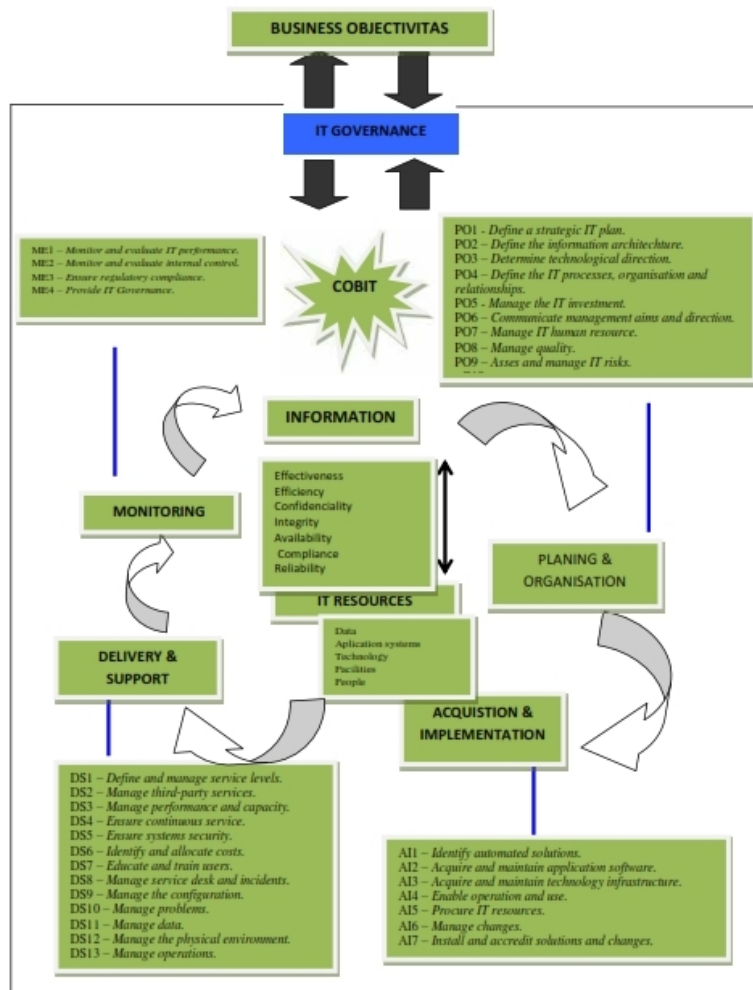 BUSINESS OBJECTIVITAS
IT GOVERNANCE
ME1 – Monitor and evaluate IT performance.
ME2 – Monitor and evaluate internal control.
ME3 – Ensure regulatory compliance.
ME4 – Provide IT Governance.
COBIT
PO1 - Define a strategic IT plan.
PO2 – Define the information architechture.
PO3 – Determine technological direction.
PO4 – Define the IT processes, organisation and
relationships.
PO5 - Manage the IT investment.
PO6 – Communicate management aims and direction.
PO7 – Manage IT human resource.
PO8 – Manage quality.
PO9 – Asses and manage IT risks.
INFORMATION
Effectiveness
Efficiency
Confidenciality
Integrity
Availability
Compliance
Reliability
MONITORING
PLANING &
ORGANISATION
IT RESOURCES
Data
Aplication systems
Technology
Facilities
People
DELIVERY &
SUPPORT
ACQUISTION &
IMPLEMENTATION
DS1 – Define and manage service levels.
DS2 – Manage third-party services.
DS3 – Manage performance and capacity.
DS4 – Ensure continuous service.
DS5 – Ensure systems security.
DS6 – Identify and allocate costs.
DS7 – Educate and train users.
DS8 – Manage service desk and incidents.
DS9 – Manage the configuration.
DS10 – Manage problems.
DS11 – Manage data.
DS12 – Manage the physical environment.
DS13 – Manage operations.
AI1 – Identify automated solutions.
AI2 – Acquire and maintain application software.
AI3 – Acquire and maintain technology infrastructure.
AI4 – Enable operation and use.
AI5 – Procure IT resources.
AI6 – Manage changes.
AI7 – Install and accredit solutions and changes.